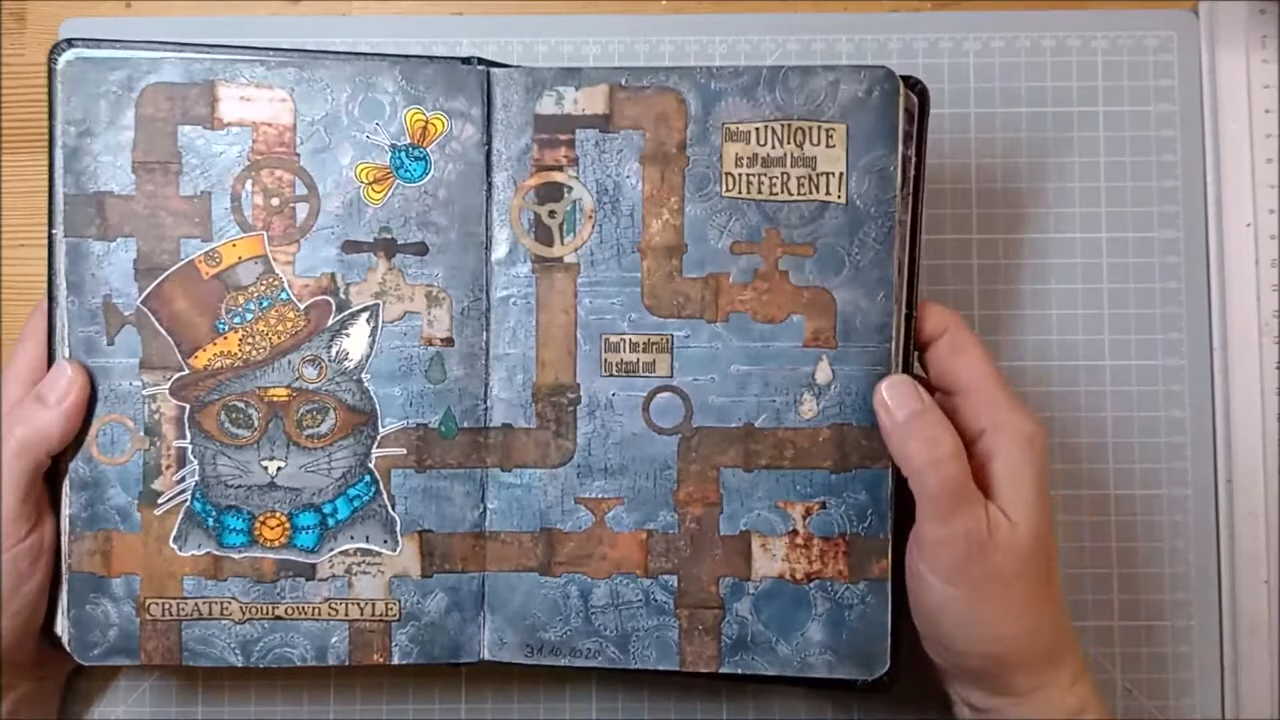 Being UNIQUE
is all about being
DIFFERENT!
Don't be afraid
to stand out
CREATE your own STYLE
31.10.2020